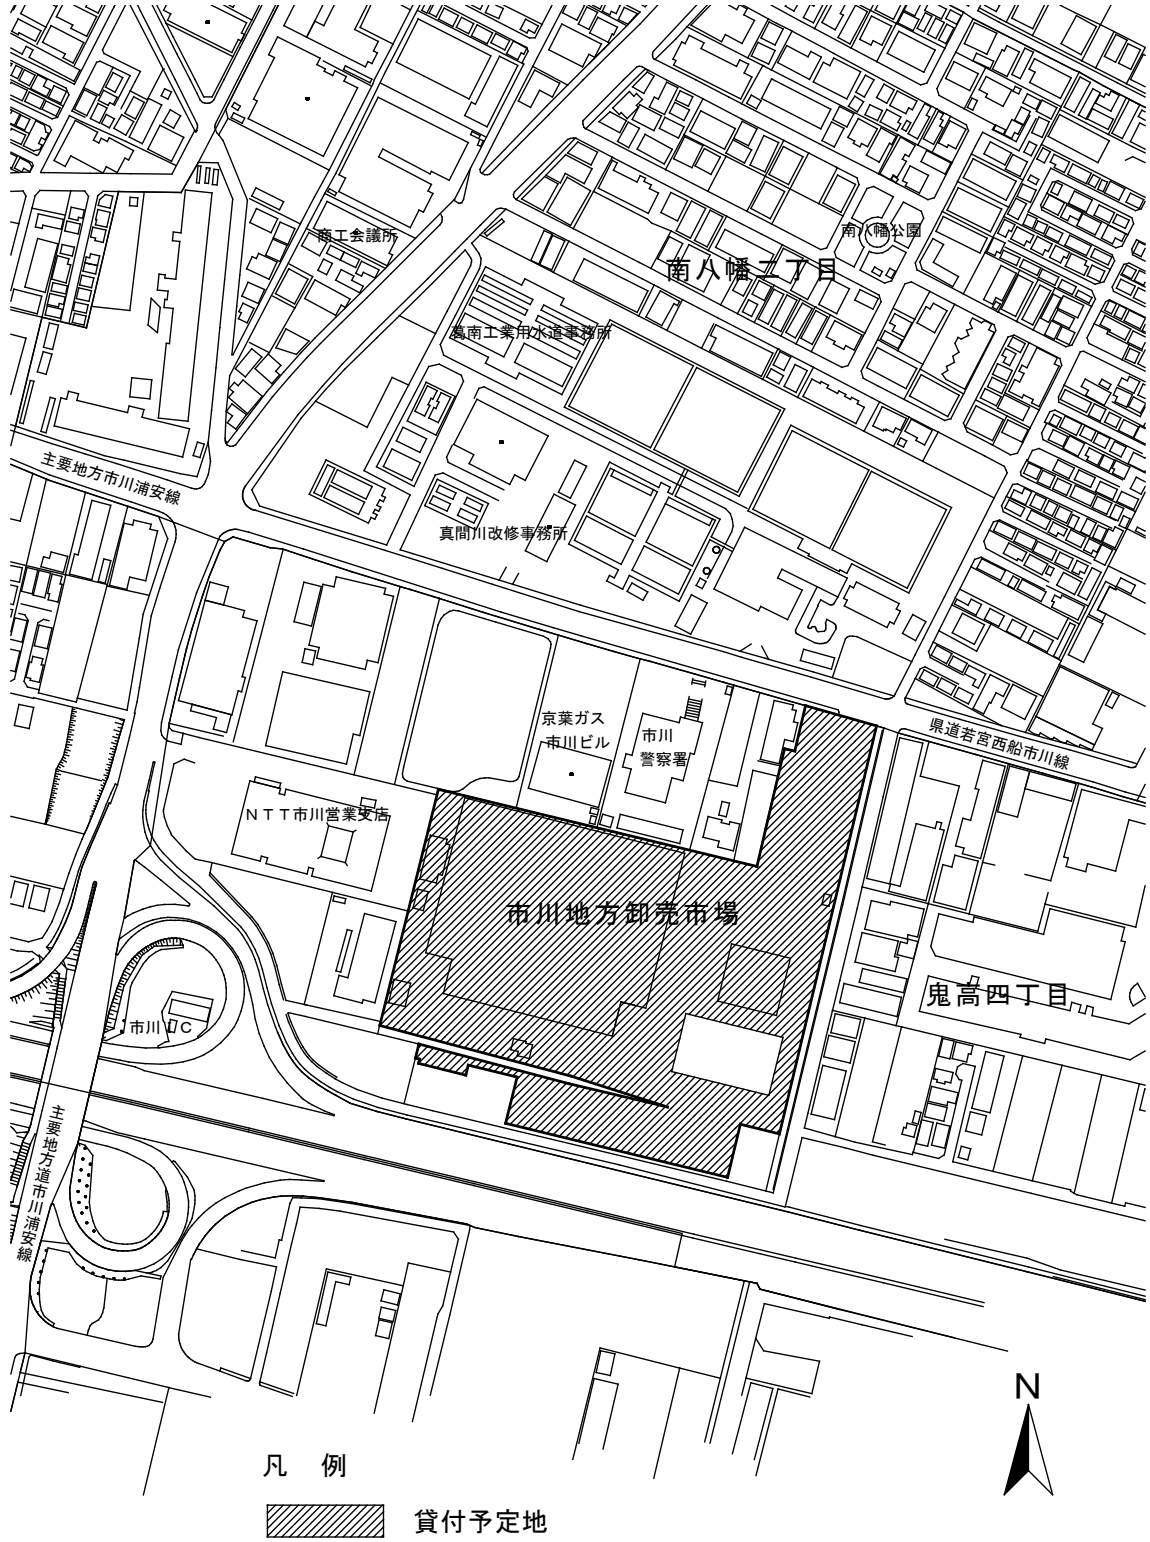 商工会議所
南八幡公園
南八幡二丁目
葛南工業用水道事務所
主要地方市川浦安線
真間川改修事務所
京葉ガス
市川ビル
市川
警察署
県道若宮西船市川線
ＮＴＴ市川営業支店
市川地方卸売市場
鬼高四丁目
市川ＩＣ
主要地方道市川浦安線
N
凡 例
貸付予定地